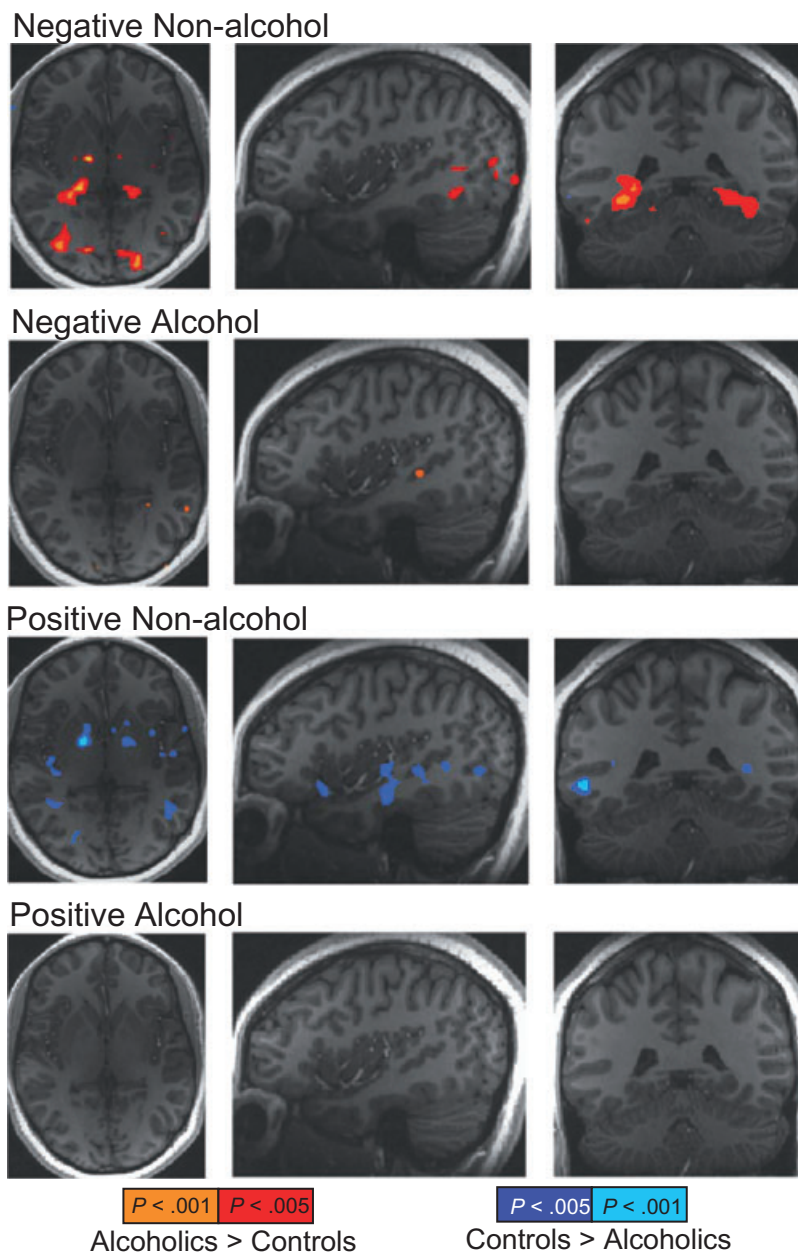 Negative Non-alcohol
Negative Alcohol
Positive Non-alcohol
Positive Alcohol
P < .001 P < .005 P < .005 P < .001
Alcoholics > Controls Controls > Alcoholics